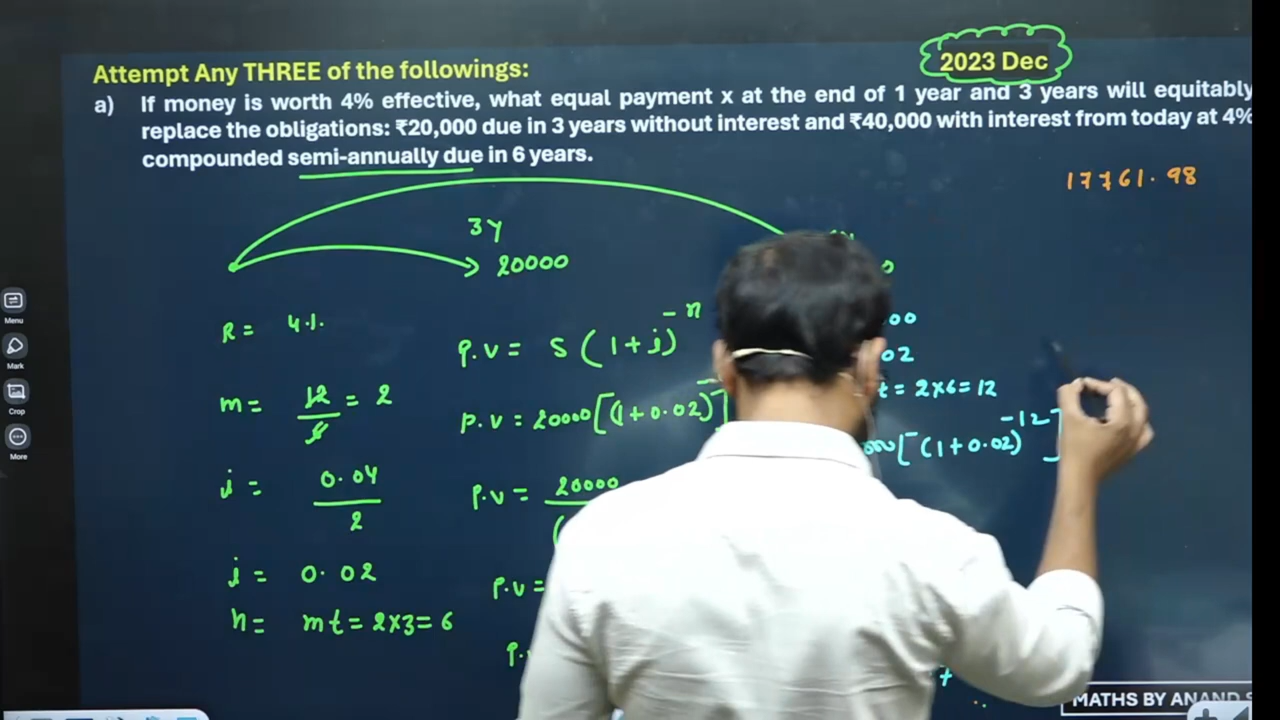 2023 Dec
Attempt Any THREE of the followings:
a) If money is worth 4% effective, what equal payment x at the end of 1 year and 3 years will equitably
replace the obligations: ₹20,000 due in 3 years without interest and ₹40,000 with interest from today at 4%
compounded semi-annually due in 6 years.
17761.98
3Y
20000
R = 4%
m = 12/6 = 2
j = 0.04/2
j = 0.02
n = mt = 2×3 = 6
P.V = S (1+j)^-n
P.V = 20000[(1+0.02)
P.V = 20000
P.V =
P.
00
02
t = 2×6=12
[(1+0.02)^-12]
+
Menu
Mark
Crop
More
MATHS BY ANAND S